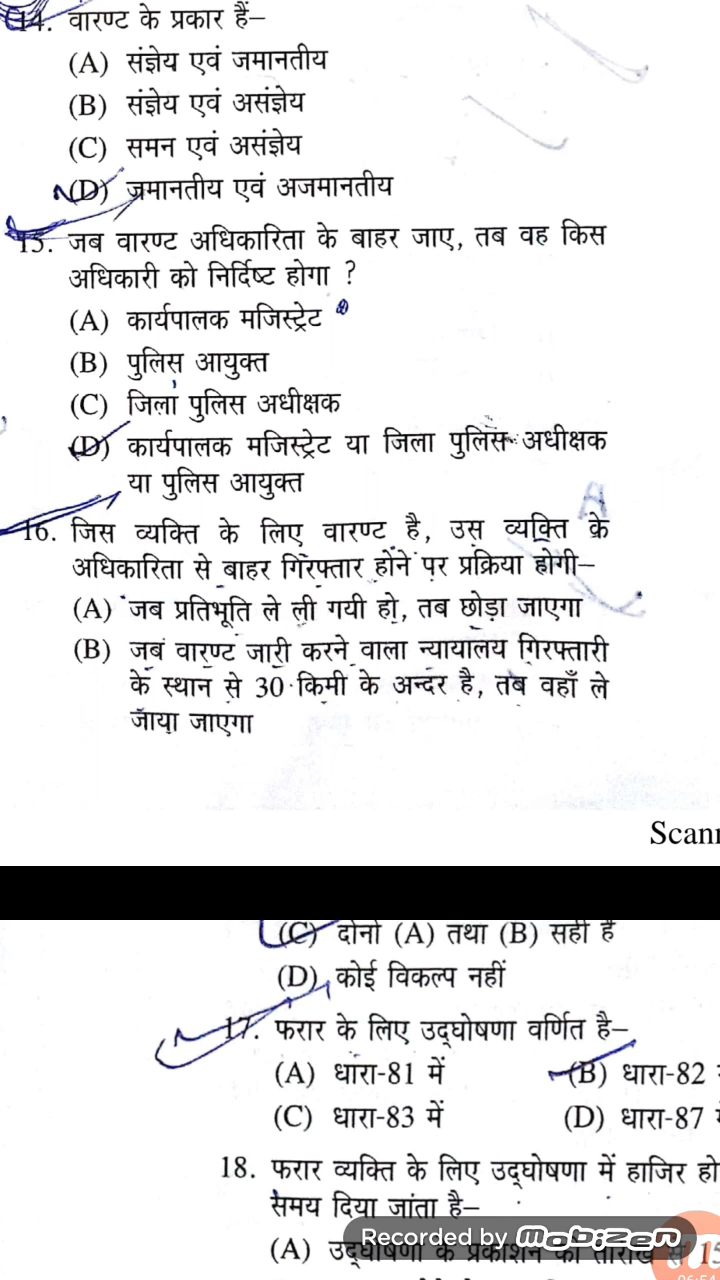 14. वारण्ट के प्रकार हैं–
(A) संज्ञेय एवं जमानतीय
(B) संज्ञेय एवं असंज्ञेय
(C) समन एवं असंज्ञेय
(D) जमानतीय एवं अजमानतीय
15. जब वारण्ट अधिकारिता के बाहर जाए, तब वह किस
अधिकारी को निर्दिष्ट होगा ?
(A) कार्यपालक मजिस्ट्रेट
(B) पुलिस आयुक्त
(C) जिला पुलिस अधीक्षक
(D) कार्यपालक मजिस्ट्रेट या जिला पुलिस अधीक्षक
या पुलिस आयुक्त
A
16. जिस व्यक्ति के लिए वारण्ट है, उस व्यक्ति के
अधिकारिता से बाहर गिरफ्तार होने पर प्रक्रिया होगी–
(A) जब प्रतिभूति ले ली गयी हो, तब छोड़ा जाएगा
(B) जब वारण्ट जारी करने वाला न्यायालय गिरफ्तारी
के स्थान से 30 किमी के अन्दर है, तब वहाँ ले
जाया जाएगा
Scann
(C) दोनों (A) तथा (B) सही हैं
(D) कोई विकल्प नहीं
17. फरार के लिए उद्घोषणा वर्णित है–
(A) धारा-81 में (B) धारा-82
(C) धारा-83 में (D) धारा-87
18. फरार व्यक्ति के लिए उद्घोषणा में हाजिर हो
समय दिया जाता है–
(A) उद्घोषणा के प्रकाशन की तारीख से 15
Recorded by mobizen